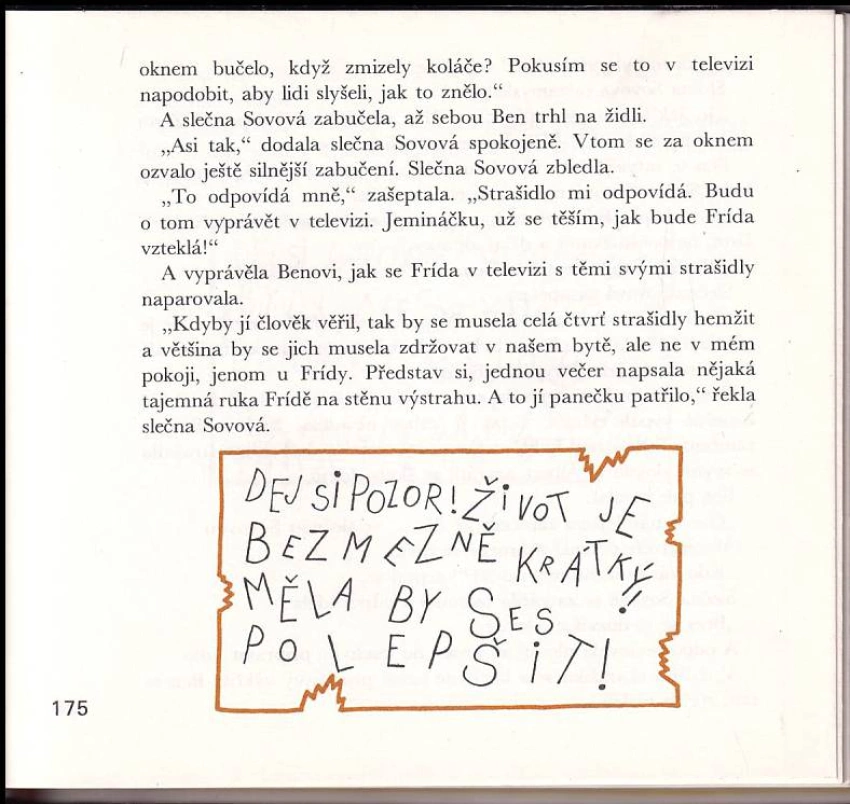 oknem bučelo, když zmizely koláče? Pokusím se to v televizi
napodobit, aby lidi slyšeli, jak to znělo.“
A slečna Sovová zabučela, až sebou Ben trhl na židli.
„Asi tak,“ dodala slečna Sovová spokojeně. Vtom se za oknem
ozvalo ještě silnější zabučení. Slečna Sovová zbledla.
„To odpovídá mně,“ zašeptala. „Strašidlo mi odpovídá. Budu
o tom vyprávět v televizi. Jemináčku, už se těším, jak bude Frída
vzteklá!“
A vyprávěla Benovi, jak se Frída v televizi s těmi svými strašidly
naparovala.
„Kdyby jí člověk věřil, tak by se musela celá čtvrť strašidly hemžit
a většina by se jich musela zdržovat v našem bytě, ale ne v mém
pokoji, jenom u Frídy. Představ si, jednou večer napsala nějaká
tajemná ruka Frídě na stěnu výstrahu. A to jí panečku patřilo,“ řekla
slečna Sovová.
DEJ SI POZOR! ŽIVOT JE
BEZMEZNĚ KRÁTKÝ!
MĚLA BY SES
POLEPŠIT!
175